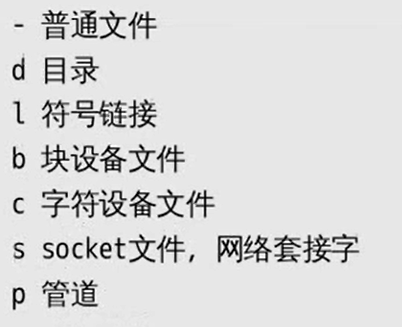 - 普通文件
d 目录
l 符号链接
b 块设备文件
c 字符设备文件
s socket文件, 网络套接字
p 管道